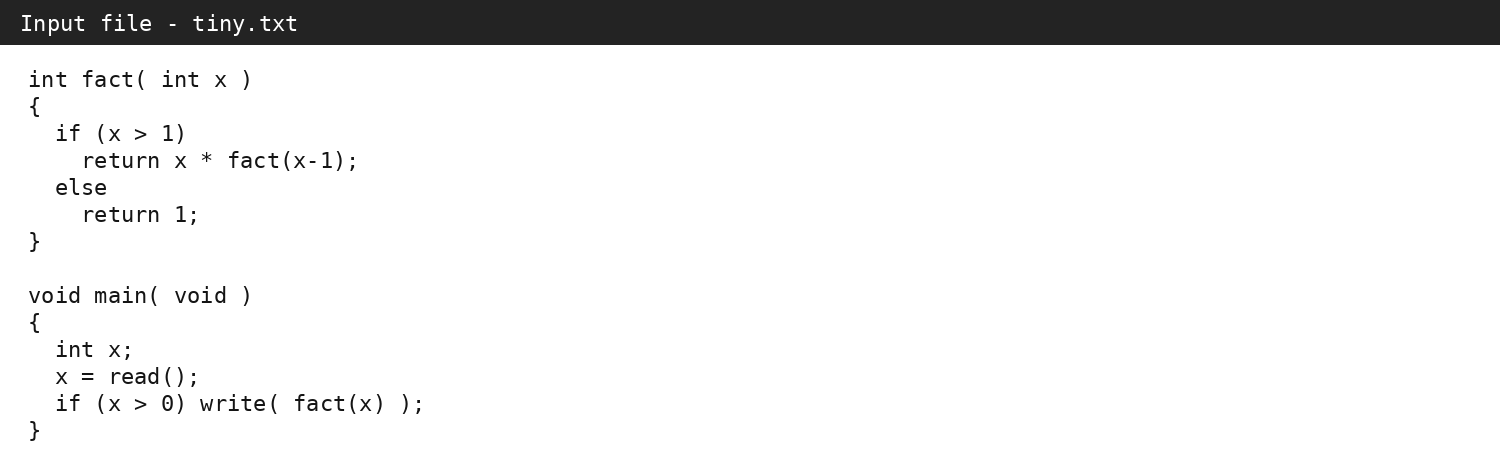 Input file - tiny.txt
int fact( int x )
{
  if (x > 1)
    return x * fact(x-1);
  else
    return 1;
}

void main( void )
{
  int x;
  x = read();
  if (x > 0) write( fact(x) );
}